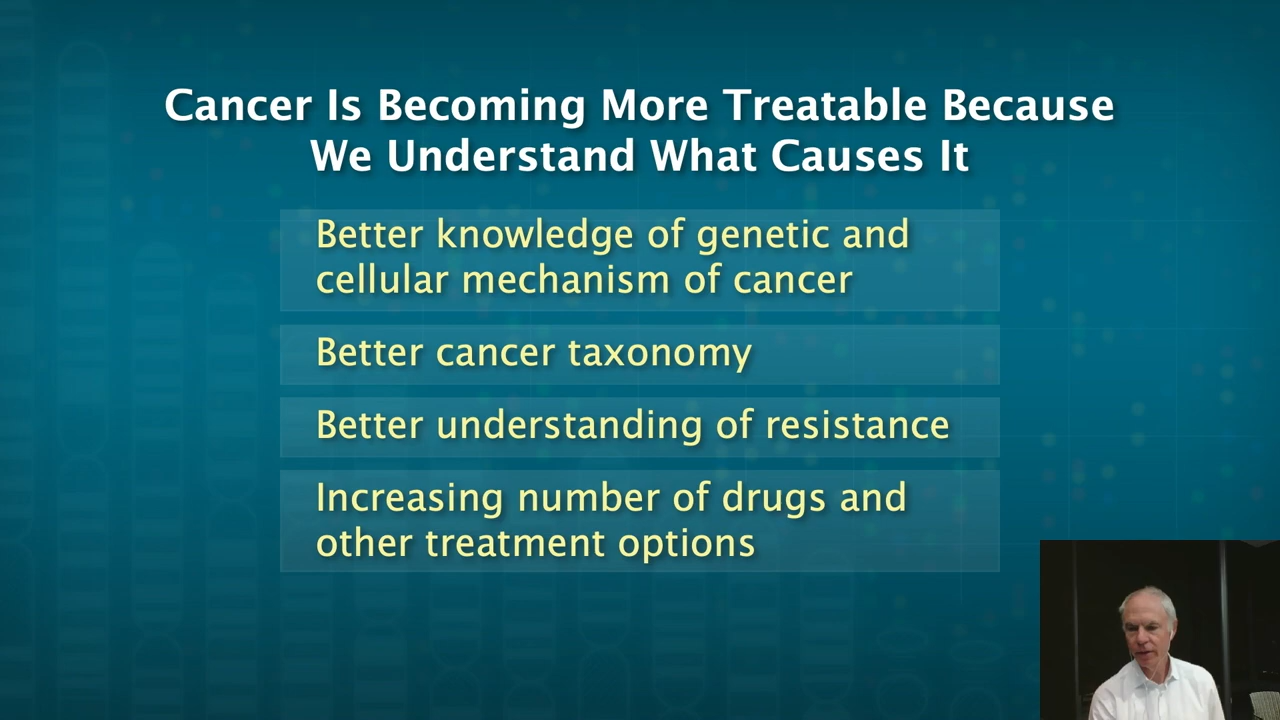 Cancer Is Becoming More Treatable Because
We Understand What Causes It
Better knowledge of genetic and
cellular mechanism of cancer
Better cancer taxonomy
Better understanding of resistance
Increasing number of drugs and
other treatment options